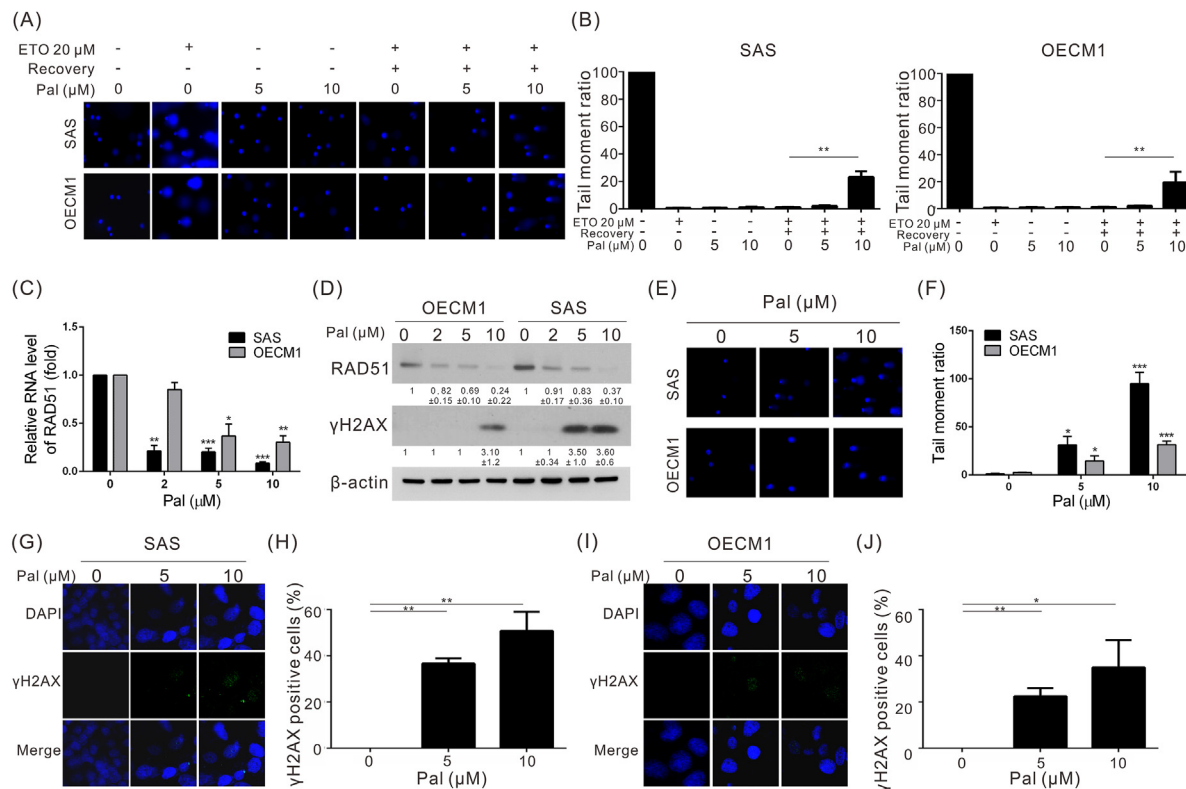 (A)
ETO 20 µM - + - - + + +
Recovery - - - + + +
Pal (µM) 0 0 5 10 0 5 10
SAS
OECM1
(B)
SAS
Tail moment ratio
100
80
60
40
20
0
**
ETO 20 µM - - - - + + +
Recovery - - - - + + +
Pal (µM) 0 0 5 10 0 5 10
OECM1
Tail moment ratio
100
80
60
40
20
0
**
ETO 20 µM - - - - + + +
Recovery - - - - + + +
Pal (µM) 0 0 5 10 0 5 10
(C)
Relative RNA level
of RAD51 (fold)
1.5
1.0
0.5
0.0
SAS
OECM1
** *** * *** **
0 2 5 10
Pal (µM)
(D)
OECM1 SAS
Pal (µM) 0 2 5 10 0 2 5 10
RAD51
1 0.82 0.69 0.24 1 0.91 0.83 0.37
±0.15 ±0.10 ±0.22 ±0.17 ±0.36 ±0.10
γH2AX
1 1 1 3.10 1 1 3.50 3.60
±1.2 ±0.34 ± 1.0 ±0.6
β-actin
(E)
Pal (µM)
0 5 10
SAS
OECM1
(F)
Tail moment ratio
150
100
50
0
SAS
OECM1
* * *** ***
0 5 10
Pal (µM)
(G)
SAS
Pal (µM) 0 5 10
DAPI
γH2AX
Merge
(H)
γH2AX positive cells (%)
60
40
20
0
**
**
0 5 10
Pal (µM)
(I)
OECM1
Pal (µM) 0 5 10
DAPI
γH2AX
Merge
(J)
γH2AX positive cells (%)
60
40
20
0
*
**
0 5 10
Pal (µM)